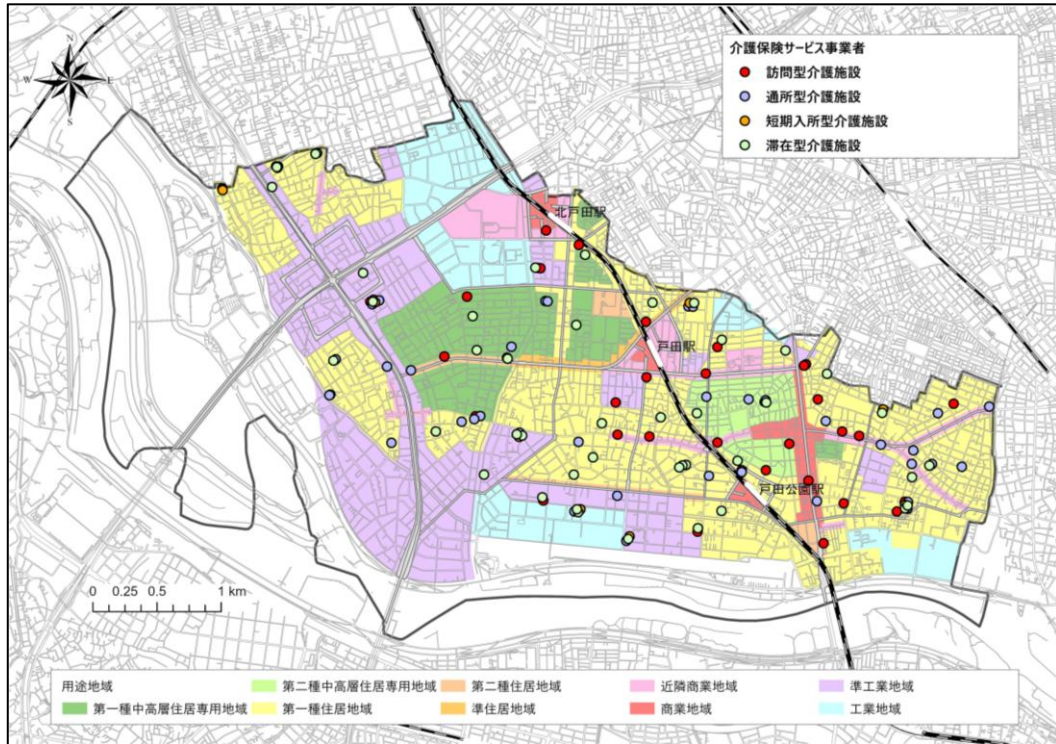 N
W
E
S
介護保険サービス事業者
訪問型介護施設
通所型介護施設
短期入所型介護施設
滞在型介護施設
北戸田駅
戸田駅
戸田公園駅
0 0.25 0.5 1 km
用途地域
第二種中高層住居専用地域
第二種住居地域
近隣商業地域
準工業地域
第一種中高層住居専用地域
第一種住居地域
準住居地域
商業地域
工業地域